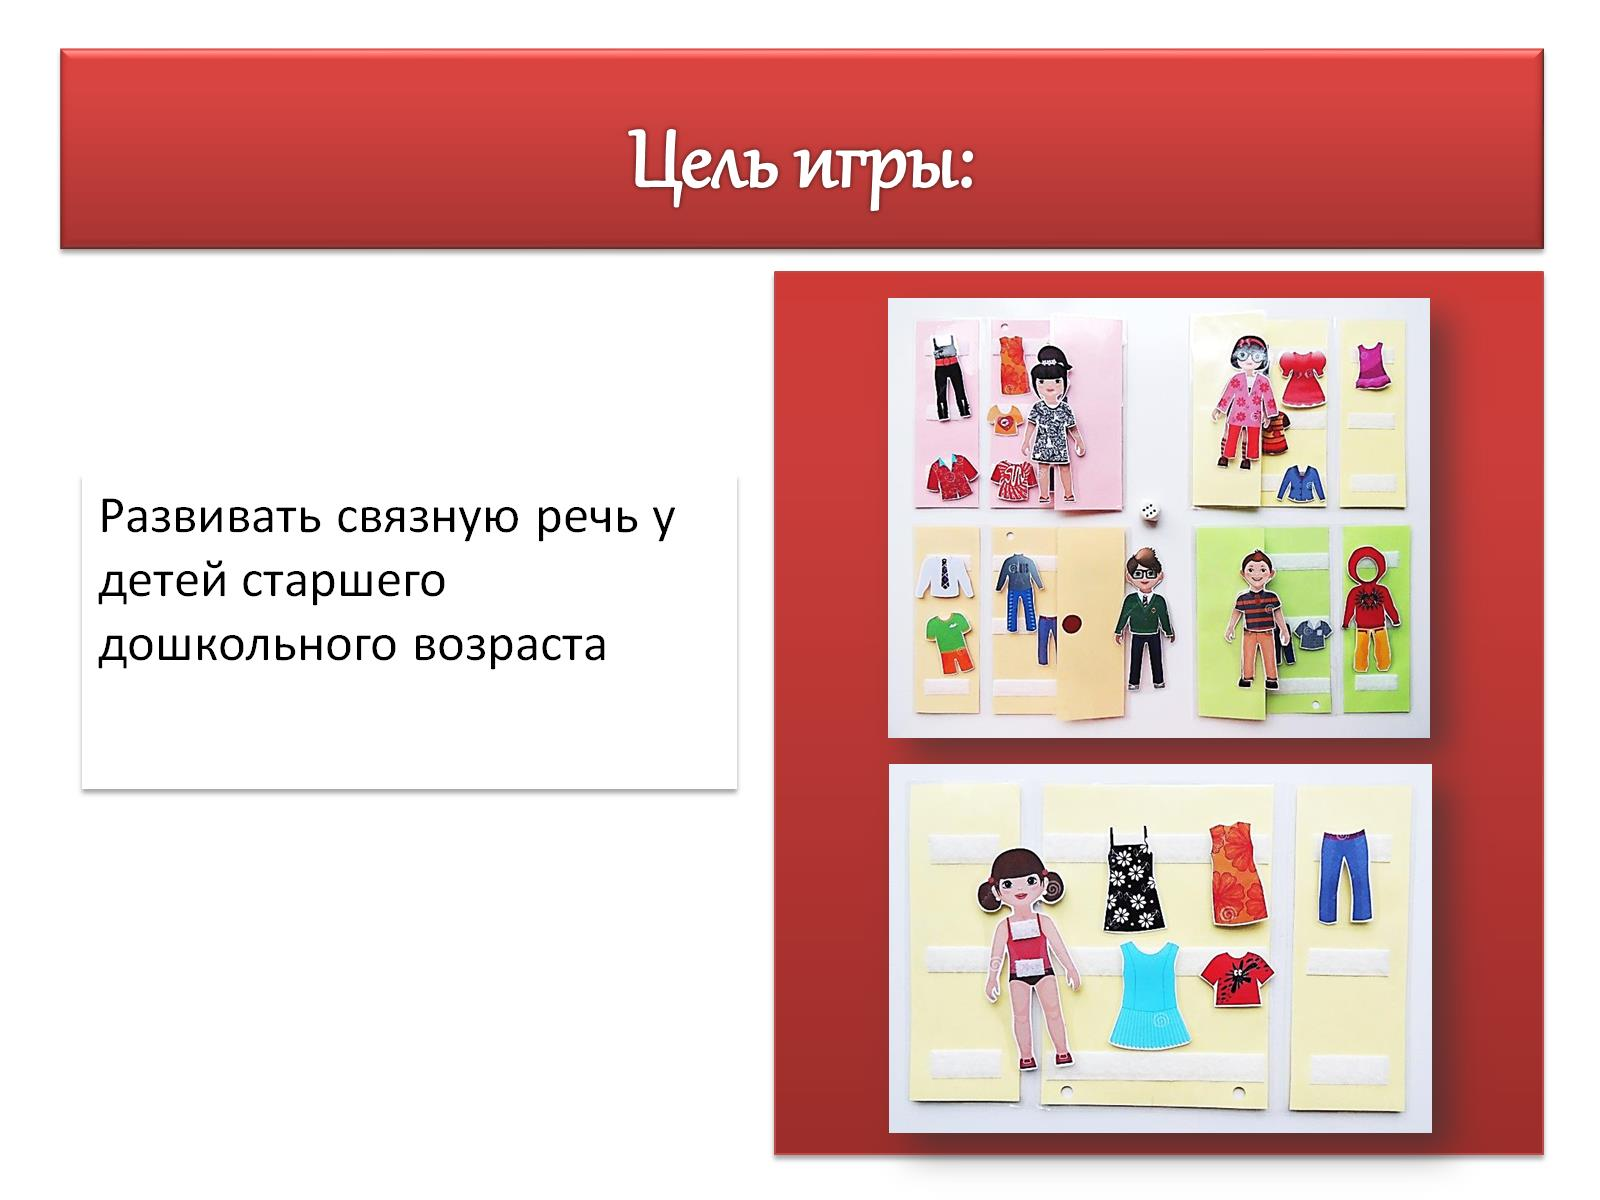 Цель игры:
Развивать связную речь у
детей старшего
дошкольного возраста